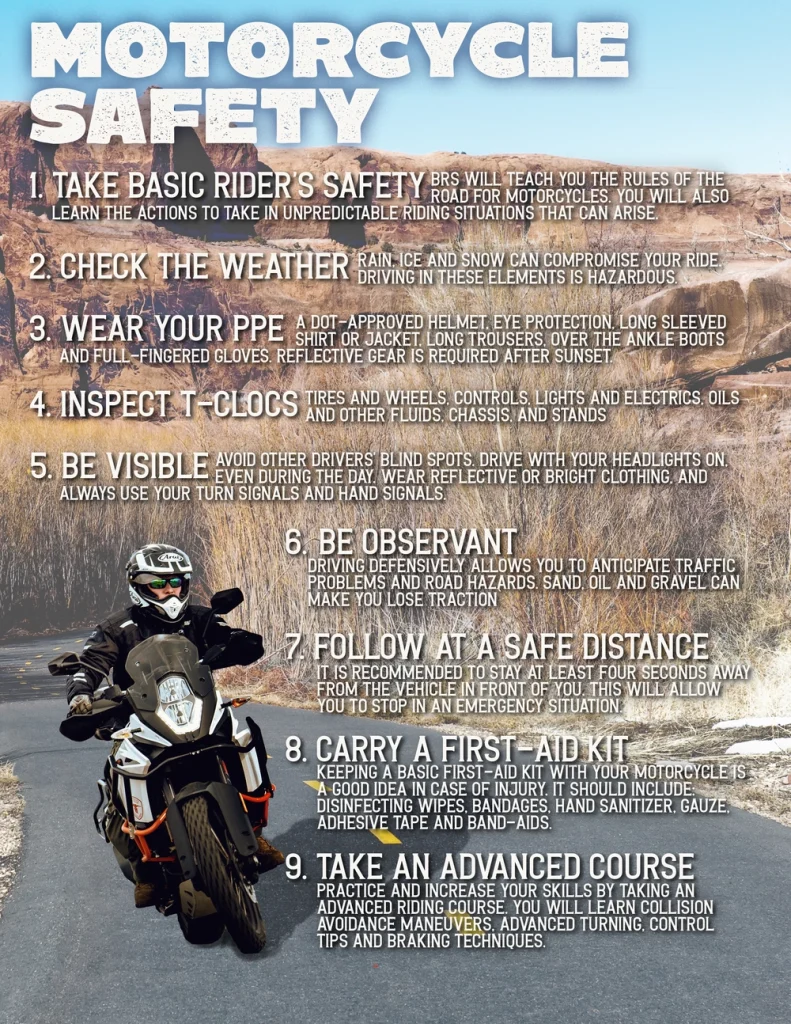 MOTORCYCLE
SAFETY
1. TAKE BASIC RIDER'S SAFETY BRS WILL TEACH YOU THE RULES OF THE
ROAD FOR MOTORCYCLES. YOU WILL ALSO
LEARN THE ACTIONS TO TAKE IN UNPREDICTABLE RIDING SITUATIONS THAT CAN ARISE.
2. CHECK THE WEATHER RAIN, ICE AND SNOW CAN COMPROMISE YOUR RIDE.
DRIVING IN THESE ELEMENTS IS HAZARDOUS.
3. WEAR YOUR PPE A DOT-APPROVED HELMET, EYE PROTECTION, LONG SLEEVED
SHIRT OR JACKET, LONG TROUSERS, OVER THE ANKLE BOOTS
AND FULL-FINGERED GLOVES. REFLECTIVE GEAR IS REQUIRED AFTER SUNSET.
4. INSPECT T-CLOCS TIRES AND WHEELS, CONTROLS, LIGHTS AND ELECTRICS, OILS
AND OTHER FLUIDS, CHASSIS, AND STANDS
5. BE VISIBLE AVOID OTHER DRIVERS' BLIND SPOTS. DRIVE WITH YOUR HEADLIGHTS ON,
EVEN DURING THE DAY. WEAR REFLECTIVE OR BRIGHT CLOTHING, AND
ALWAYS USE YOUR TURN SIGNALS AND HAND SIGNALS.
6. BE OBSERVANT
DRIVING DEFENSIVELY ALLOWS YOU TO ANTICIPATE TRAFFIC
PROBLEMS AND ROAD HAZARDS. SAND, OIL AND GRAVEL CAN
MAKE YOU LOSE TRACTION
Arai
7. FOLLOW AT A SAFE DISTANCE
IT IS RECOMMENDED TO STAY AT LEAST FOUR SECONDS AWAY
FROM THE VEHICLE IN FRONT OF YOU. THIS WILL ALLOW
YOU TO STOP IN AN EMERGENCY SITUATION.
8. CARRY A FIRST-AID KIT
KEEPING A BASIC FIRST-AID KIT WITH YOUR MOTORCYCLE IS
A GOOD IDEA IN CASE OF INJURY. IT SHOULD INCLUDE:
DISINFECTING WIPES, BANDAGES, HAND SANITIZER, GAUZE,
ADHESIVE TAPE AND BAND-AIDS.
9. TAKE AN ADVANCED COURSE
PRACTICE AND INCREASE YOUR SKILLS BY TAKING AN
ADVANCED RIDING COURSE. YOU WILL LEARN COLLISION
AVOIDANCE MANEUVERS, ADVANCED TURNING, CONTROL
TIPS AND BRAKING TECHNIQUES.